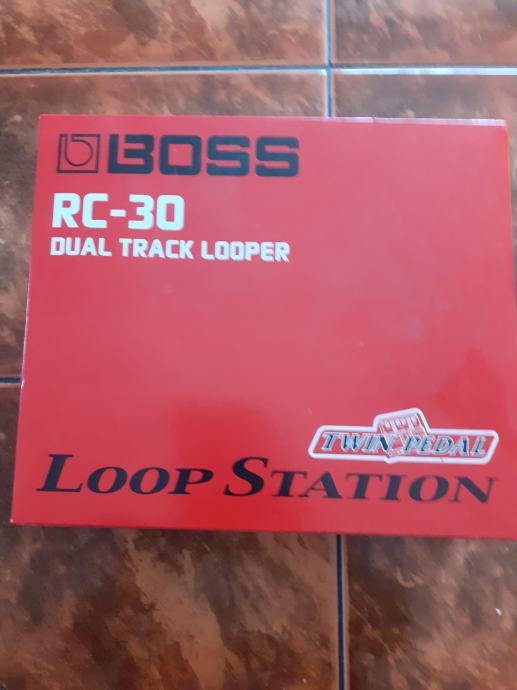 BOSS
RC-30
DUAL TRACK LOOPER
TWIN PEDAL
LOOP STATION